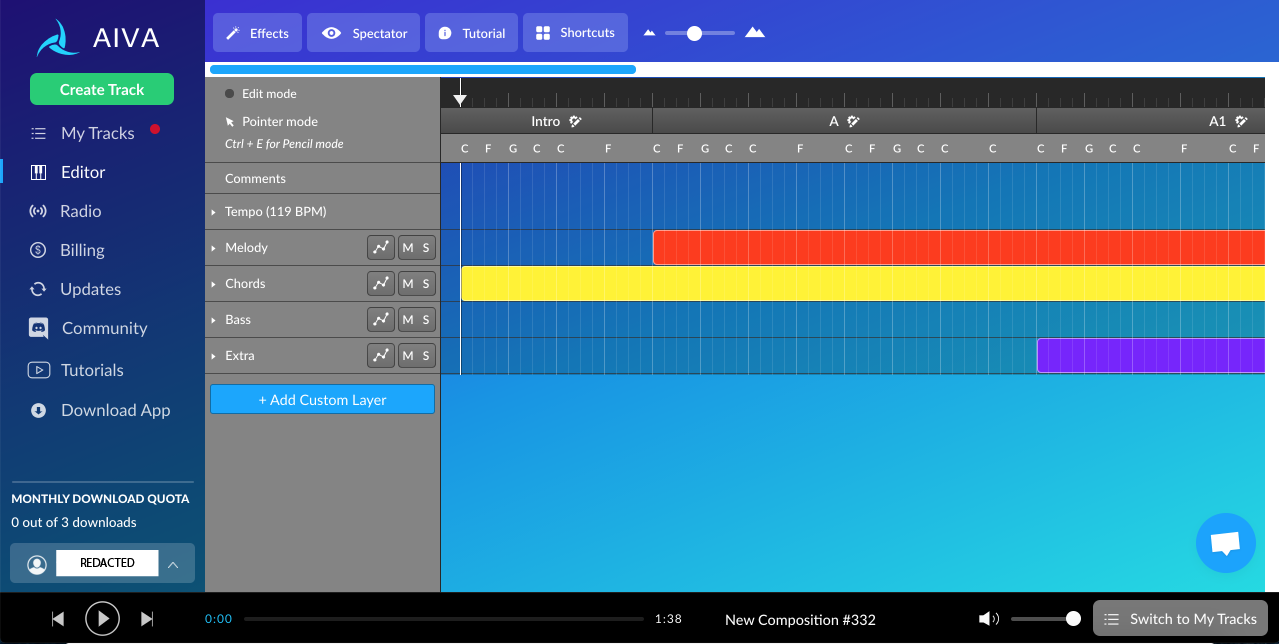 AIVA
Create Track
My Tracks
Editor
Radio
Billing
Updates
Community
Tutorials
Download App
MONTHLY DOWNLOAD QUOTA
0 out of 3 downloads
REDACTED
Effects
Spectator
Tutorial
Shortcuts
Edit mode
Pointer mode
Ctrl + E for Pencil mode
Intro
A
A1
C F G C C F C F G C C F C F G C C C C F G C C F C F
Comments
Tempo (119 BPM)
Melody M S
Chords M S
Bass M S
Extra M S
+ Add Custom Layer
0:00
1:38
New Composition #332
Switch to My Tracks